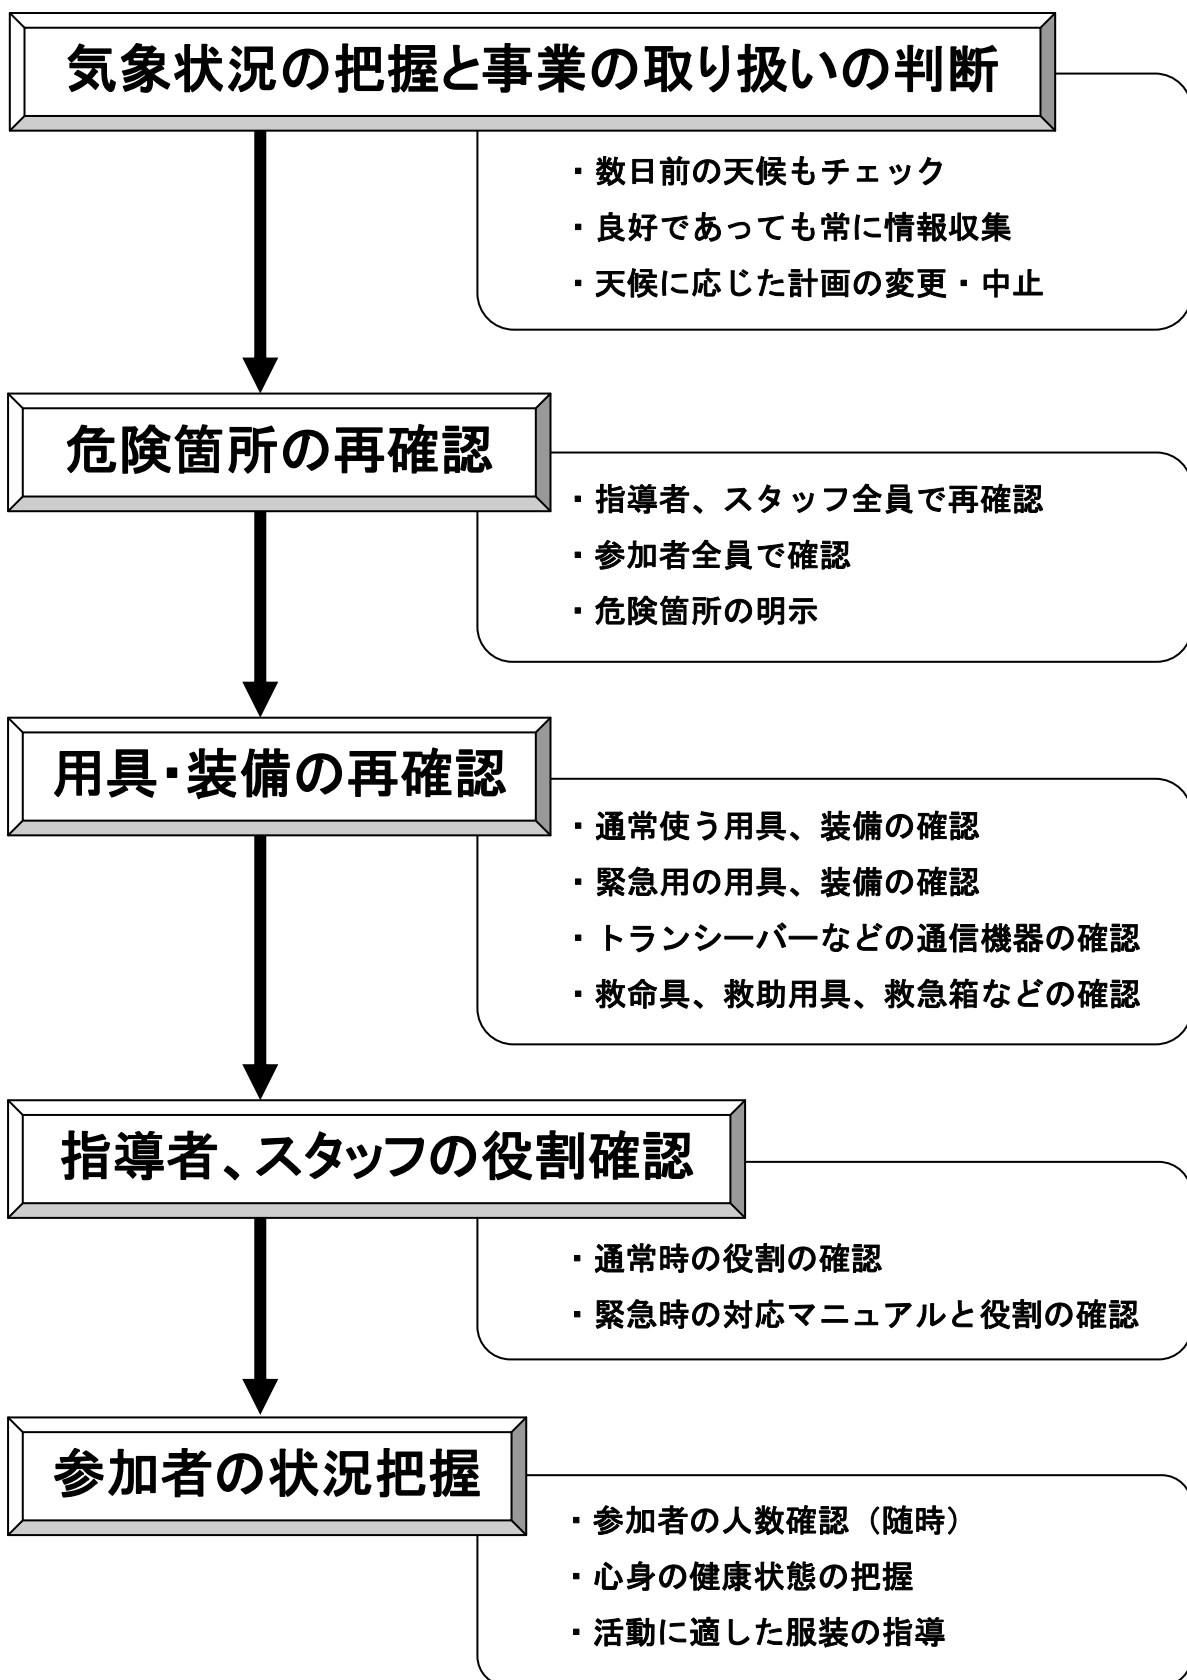 気象状況の把握と事業の取り扱いの判断
・数日前の天候もチェック
・良好であっても常に情報収集
・天候に応じた計画の変更・中止
危険箇所の再確認
・指導者、スタッフ全員で再確認
・参加者全員で確認
・危険箇所の明示
用具・装備の再確認
・通常使う用具、装備の確認
・緊急用の用具、装備の確認
・トランシーバーなどの通信機器の確認
・救命具、救助用具、救急箱などの確認
指導者、スタッフの役割確認
・通常時の役割の確認
・緊急時の対応マニュアルと役割の確認
参加者の状況把握
・参加者の人数確認（随時）
・心身の健康状態の把握
・活動に適した服装の指導